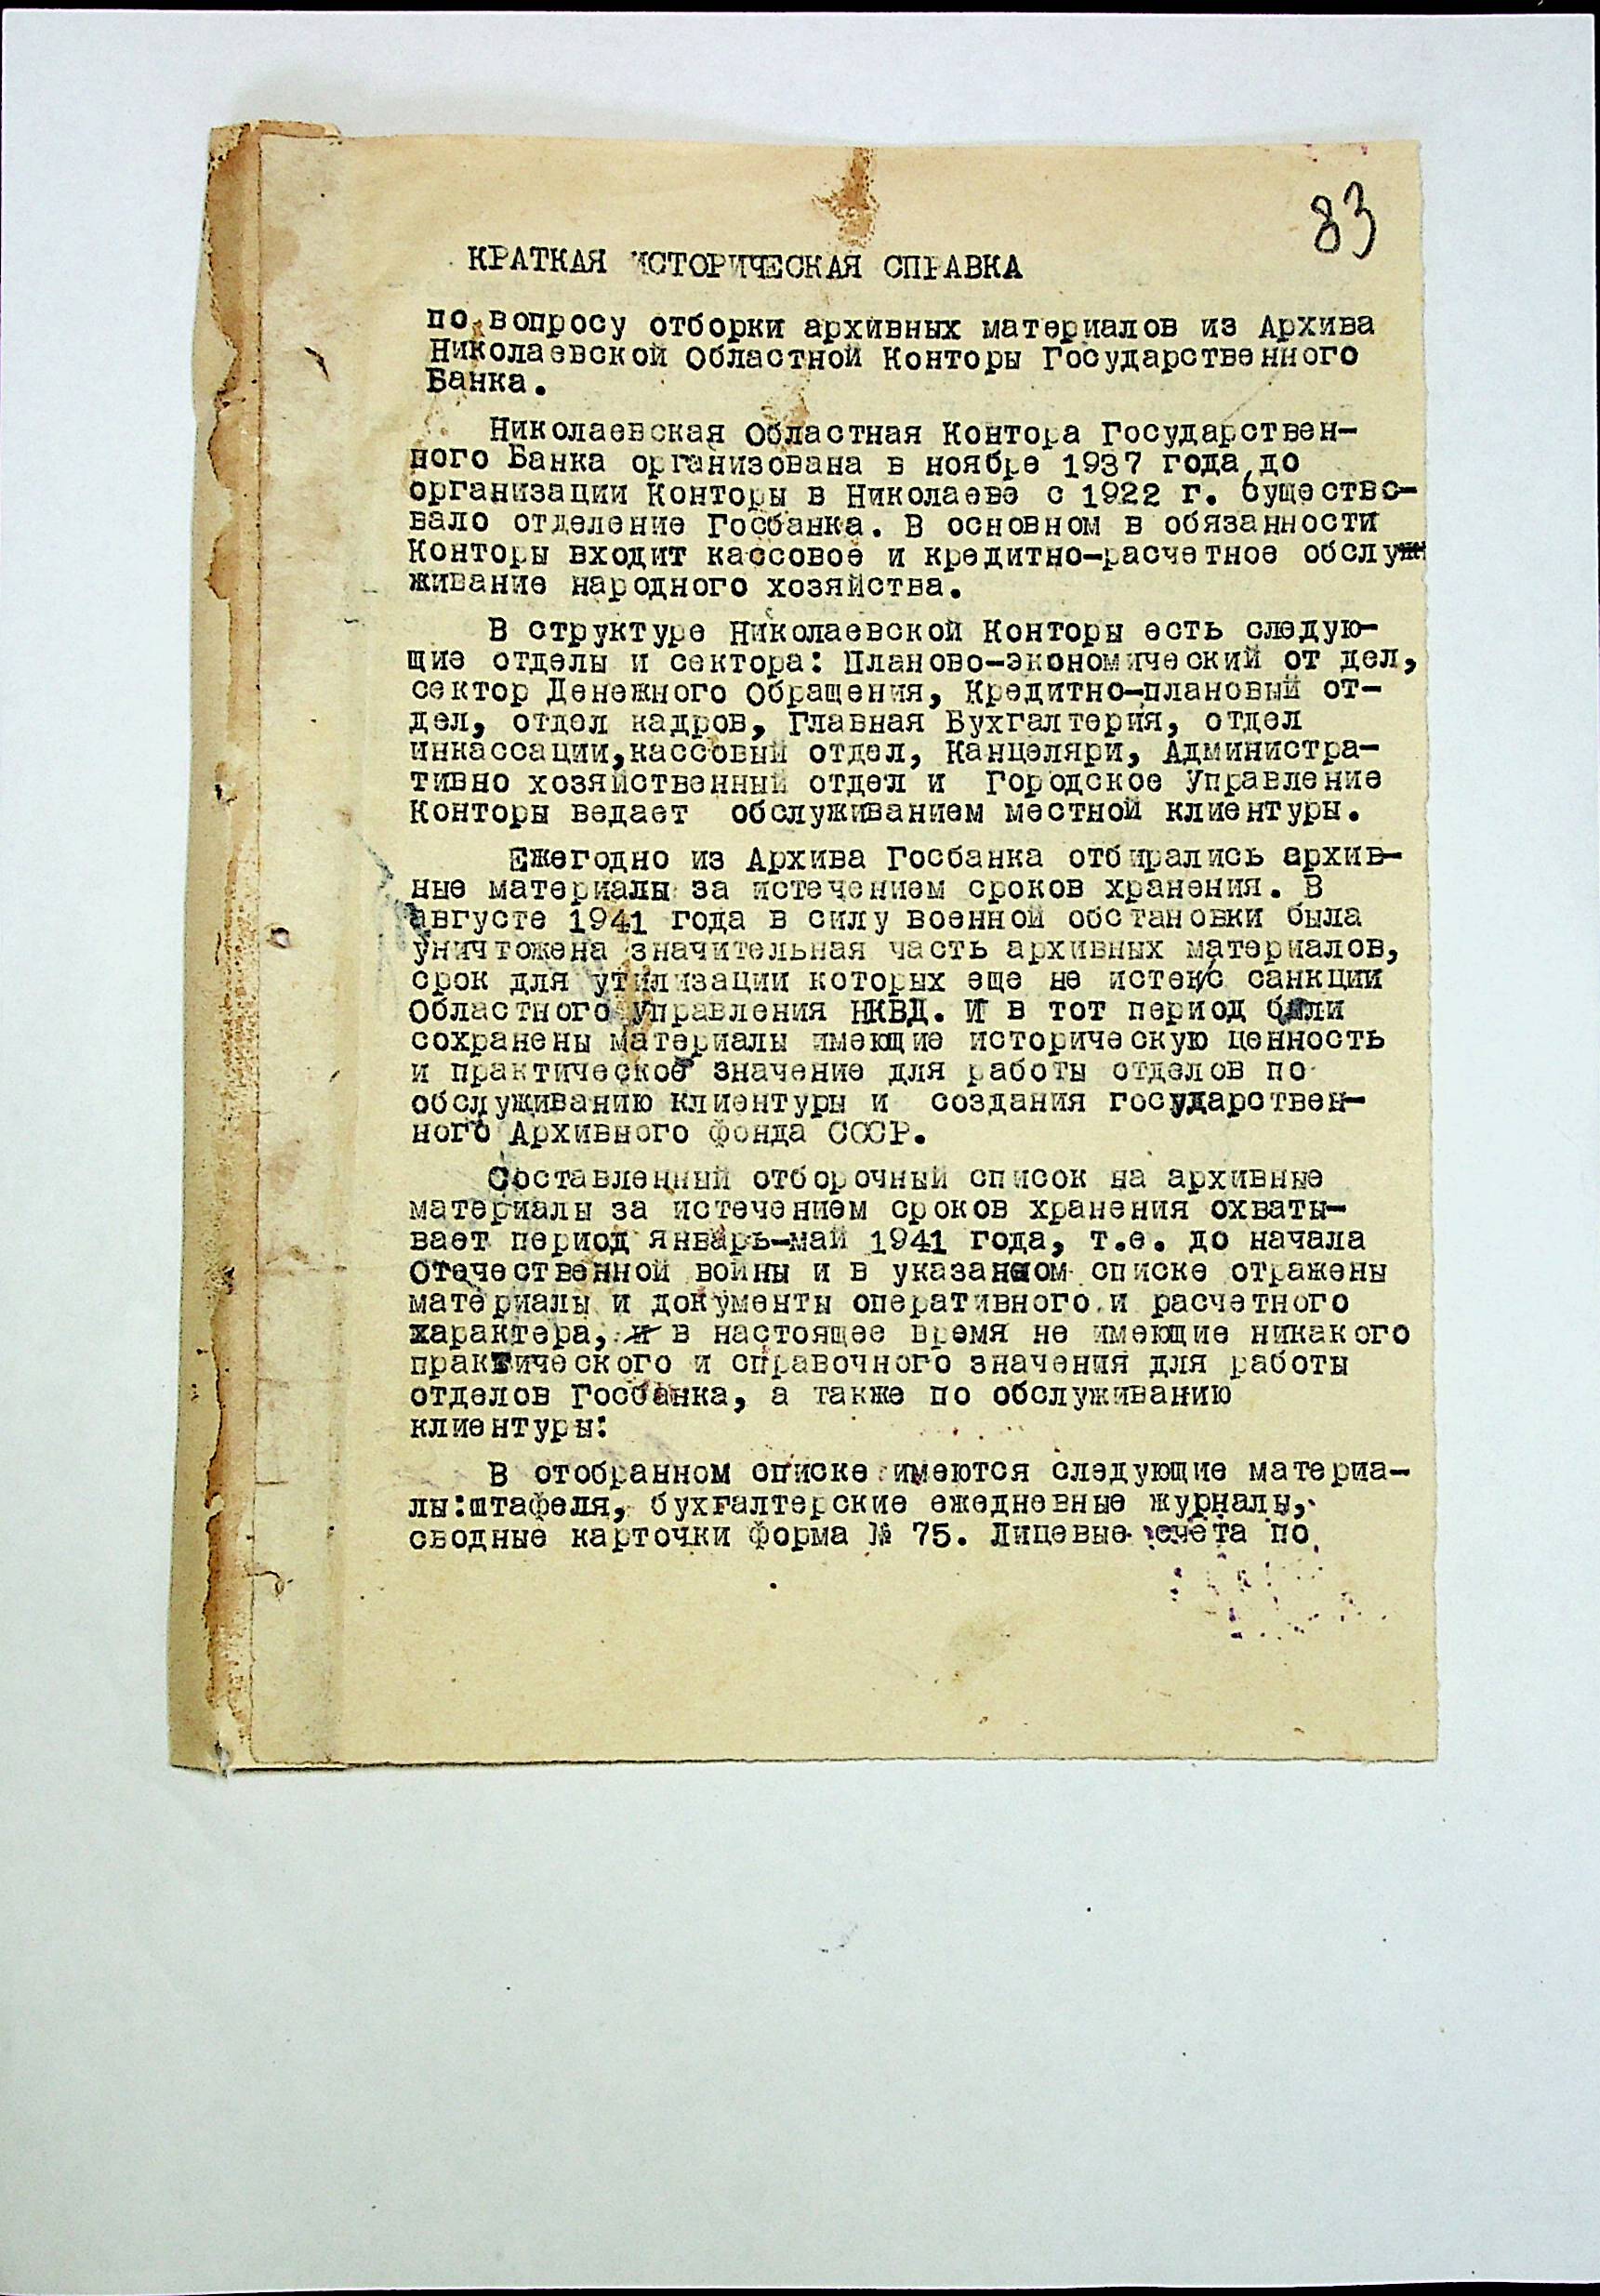 83
КРАТКАЯ ИСТОРИЧЕСКАЯ СПРАВКА
по вопросу отборки архивных материалов из Архива
Николаевской Областной Конторы Государственного
Банка.
Николаевская Областная Контора Государствен-
ного Банка организована в ноябре 1937 года, до
организации Конторы в Николаеве с 1922 г. существо-
вало отделение Госбанка. В основном в обязанности
Конторы входит кассовое и кредитно-расчетное обслу
живание народного хозяйства.
В структуре Николаевской Конторы есть следую-
щие отделы и сектора: Планово-экономический от дел,
сектор Денежного Обращения, Кредитно-плановый от-
дел, отдел кадров, Главная Бухгалтерия, отдел
инкассации,кассовый отдел, Канцеляри, Администра-
тивно хозяйственный отдел и Городское Управление
Конторы ведает обслуживанием местной клиентуры.
Ежегодно из Архива Госбанка отбирались архив-
ные материалы за истечением сроков хранения. В
августе 1941 года в силу военной обстановки была
уничтожена значительная часть архивных материалов,
срок для утилизации которых еще не истек/с санкции
Областного Управления НКВД. И в тот период были
сохранены материалы имеющие историческую ценность
и практическое значение для работы отделов по
обслуживанию клиентуры и создания государствен-
ного Архивного фонда СССР.
Составленный отборочный список на архивные
материалы за истечением сроков хранения охваты-
вает период январь-май 1941 года, т.е. до начала
Отечественной войны и в указанном списке отражены
материалы и документы оперативного и расчетного
характера, в настоящее время не имеющие никакого
практического и справочного значения для работы
отделов Госбанка, а также по обслуживанию
клиентуры:
В отобранном описке имеются следующие материа-
лы:штафеля, бухгалтерские ежедневные журналы,
сводные карточки форма № 75. Лицевые счета по